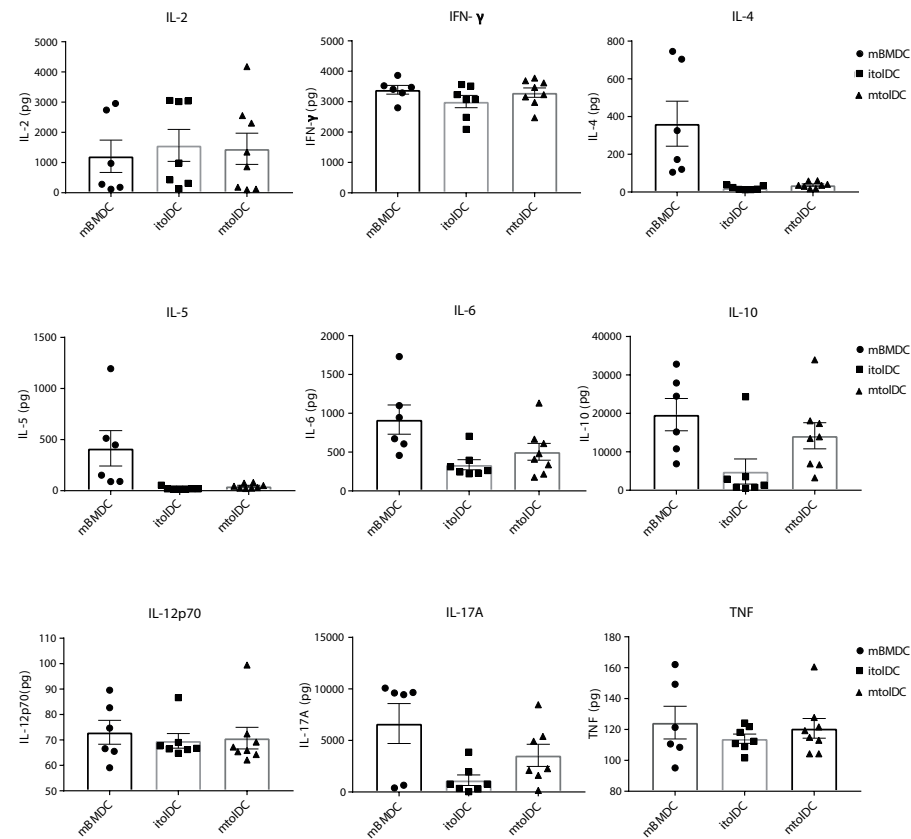 IL-2
IL-2 (pg)
5000
4000
3000
2000
1000
0
mBMDC
itolDC
mtolDC
IFN- γ
IFN-γ (pg)
5000
4000
3000
2000
1000
0
mBMDC
itolDC
mtolDC
IL-4
IL-4 (pg)
800
600
400
200
0
mBMDC
itolDC
mtolDC
mBMDC
itolDC
mtolDC
IL-5
IL-5 (pg)
1500
1000
500
0
mBMDC
itolDC
mtolDC
IL-6
IL-6 (pg)
2000
1500
1000
500
0
mBMDC
itolDC
mtolDC
IL-10
IL-10 (pg)
40000
30000
20000
10000
0
mBMDC
itolDC
mtolDC
mBMDC
itolDC
mtolDC
IL-12p70
IL-12p70(pg)
110
100
90
80
70
60
50
mBMDC
itolDC
mtolDC
IL-17A
IL-17A (pg)
15000
10000
5000
0
mBMDC
itolDC
mtolDC
TNF
TNF (pg)
180
160
140
120
100
80
mBMDC
itolDC
mtolDC
mBMDC
itolDC
mtolDC